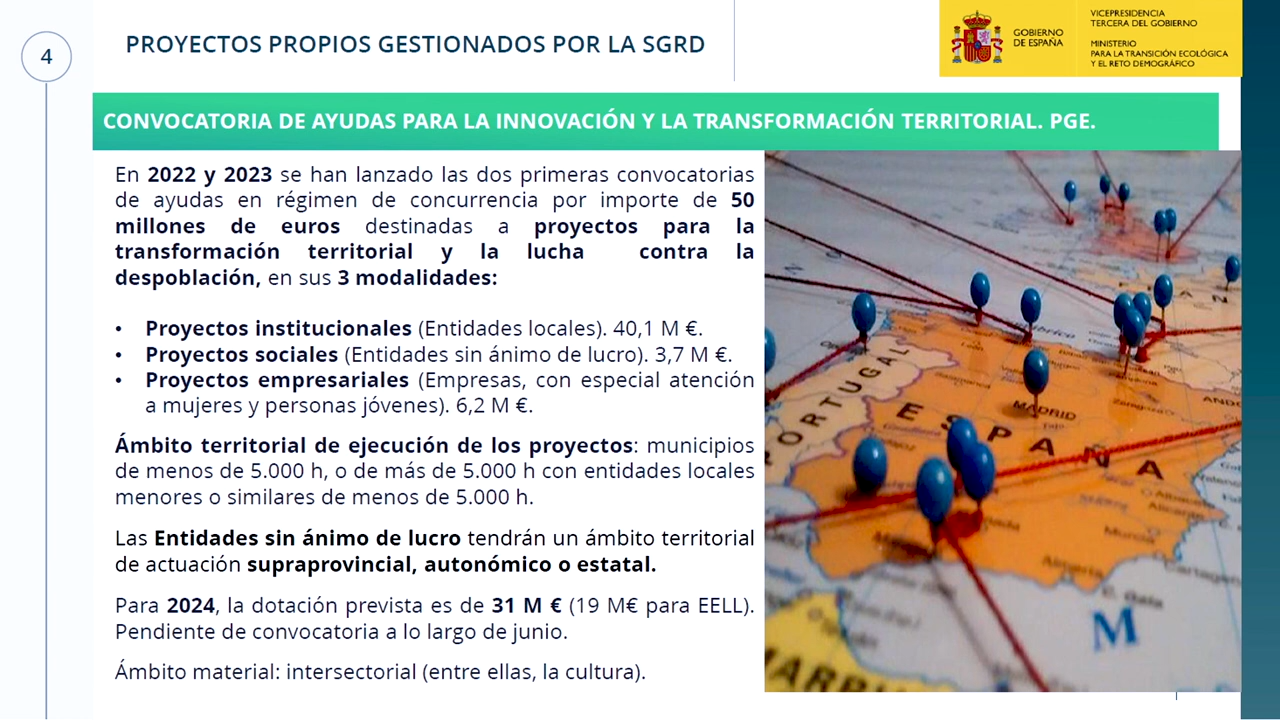 4
PROYECTOS PROPIOS GESTIONADOS POR LA SGRD
GOBIERNO
DE ESPAÑA
VICEPRESIDENCIA
TERCERA DEL GOBIERNO
MINISTERIO
PARA LA TRANSICIÓN ECOLÓGICA
Y EL RETO DEMOGRÁFICO
CONVOCATORIA DE AYUDAS PARA LA INNOVACIÓN Y LA TRANSFORMACIÓN TERRITORIAL. PGE.
En 2022 y 2023 se han lanzado las dos primeras convocatorias
de ayudas en régimen de concurrencia por importe de 50
millones de euros destinadas a proyectos para la
transformación territorial y la lucha contra la
despoblación, en sus 3 modalidades:
• Proyectos institucionales (Entidades locales). 40,1 M €.
• Proyectos sociales (Entidades sin ánimo de lucro). 3,7 M €.
• Proyectos empresariales (Empresas, con especial atención
a mujeres y personas jóvenes). 6,2 M €.
Ámbito territorial de ejecución de los proyectos: municipios
de menos de 5.000 h, o de más de 5.000 h con entidades locales
menores o similares de menos de 5.000 h.
Las Entidades sin ánimo de lucro tendrán un ámbito territorial
de actuación supraprovincial, autonómico o estatal.
Para 2024, la dotación prevista es de 31 M € (19 M€ para EELL).
Pendiente de convocatoria a lo largo de junio.
Ámbito material: intersectorial (entre ellas, la cultura).
PORTUGAL
MADRID
ESPAÑA
Murcia
Almería
M